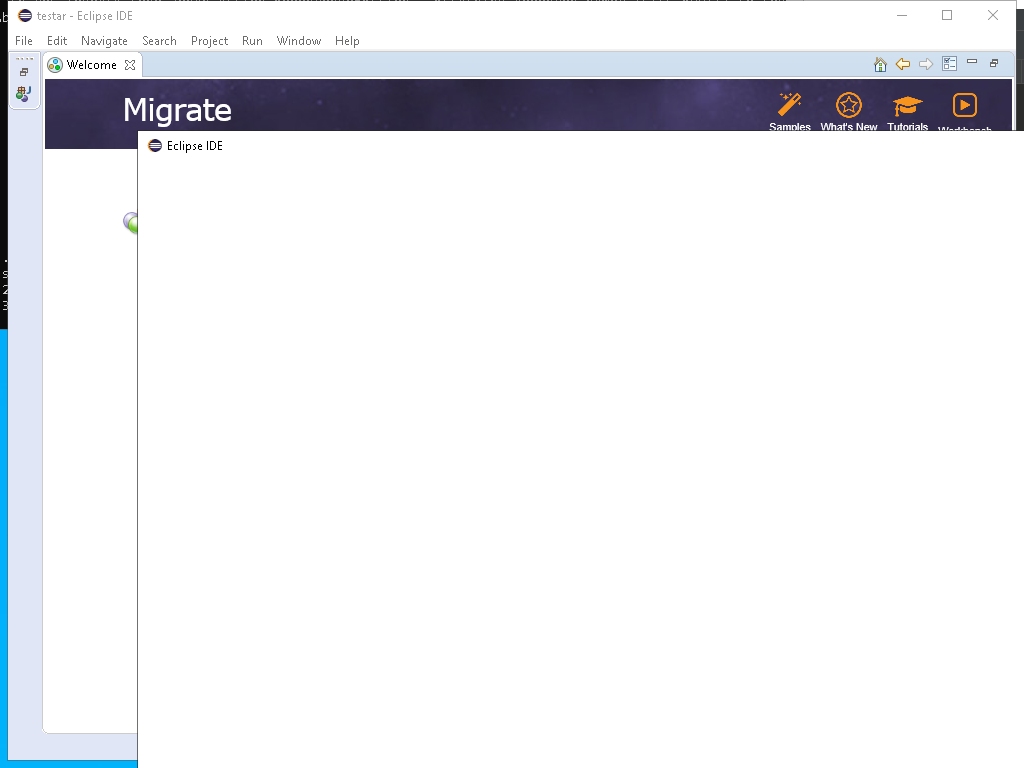 testar - Eclipse IDE
File Edit Navigate Search Project Run Window Help
Welcome
Migrate
Samples What's New Tutorials
Eclipse IDE